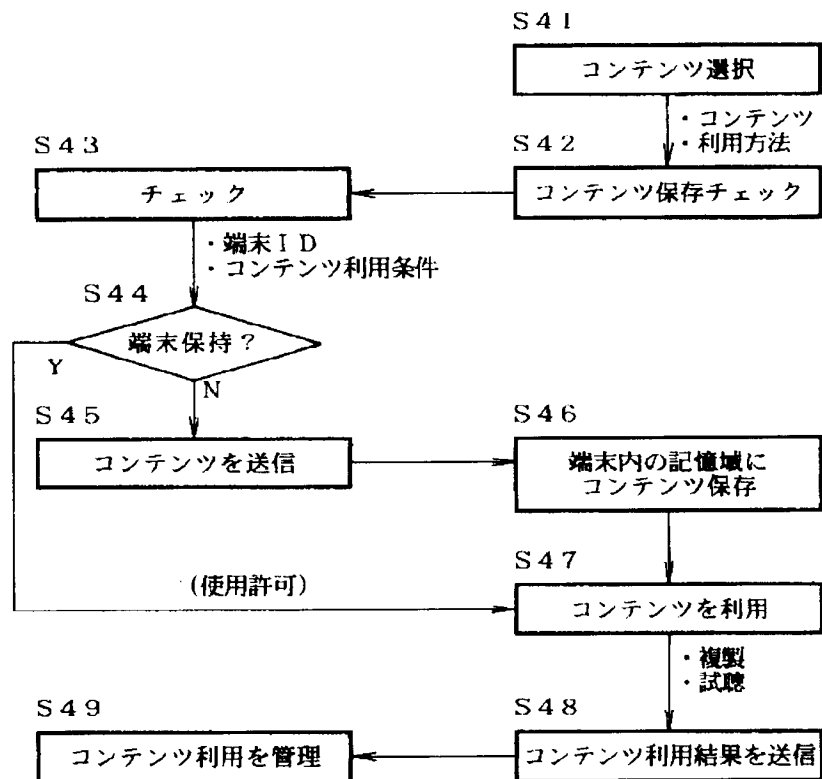 S41
コンテンツ選択
・コンテンツ
・利用方法
S42
コンテンツ保存チェック
S43
チェック
・端末ID
・コンテンツ利用条件
S44
端末保持?
Y
N
S45
コンテンツを送信
S46
端末内の記憶域に
コンテンツ保存
(使用許可)
S47
コンテンツを利用
・複製
・試聴
S48
コンテンツ利用結果を送信
S49
コンテンツ利用を管理